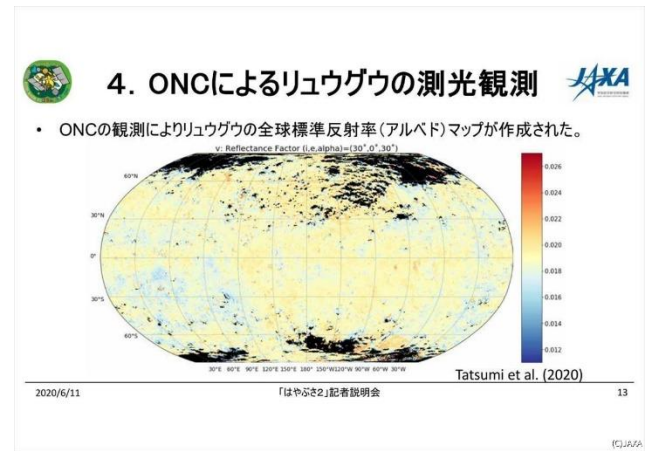 4. ONCによるリュウグウの測光観測
JAXA
• ONCの観測によりリュウグウの全球標準反射率(アルベド)マップが作成された。
v: Reflectance Factor (i,e,alpha)=(30°,0°,30°)
60°N
30°N
0°
30°S
60°S
30°E 60°E 90°E 120°E 150°E 180° 150°W120°W 90°W 60°W 30°W
0.026
0.024
0.022
0.020
0.018
0.016
0.014
0.012
Tatsumi et al. (2020)
2020/6/11
「はやぶさ2」記者説明会
13
(C)JAXA